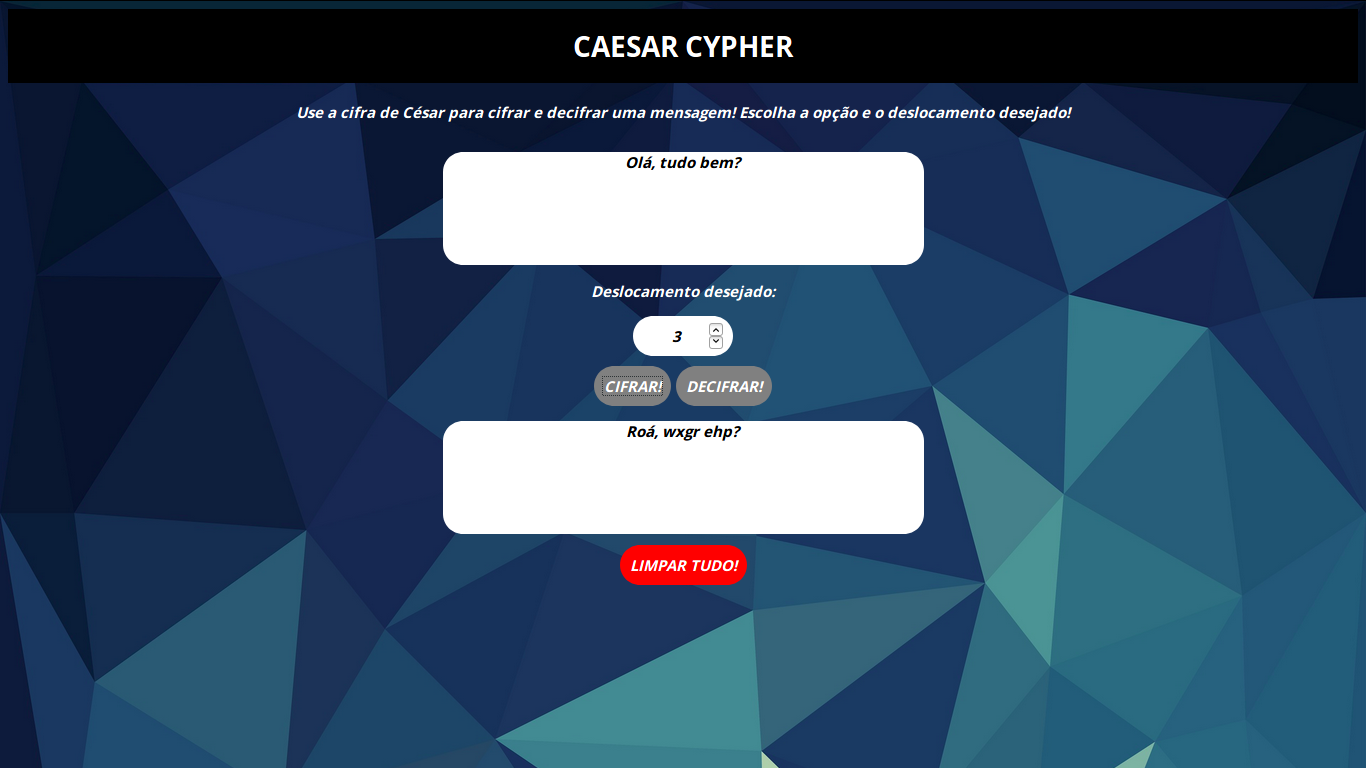 CAESAR CYPHER
Use a cifra de César para cifrar e decifrar uma mensagem! Escolha a opção e o deslocamento desejado!
Olá, tudo bem?
Deslocamento desejado:
3
CIFRAR! DECIFRAR!
Roá, wxgr ehp?
LIMPAR TUDO!